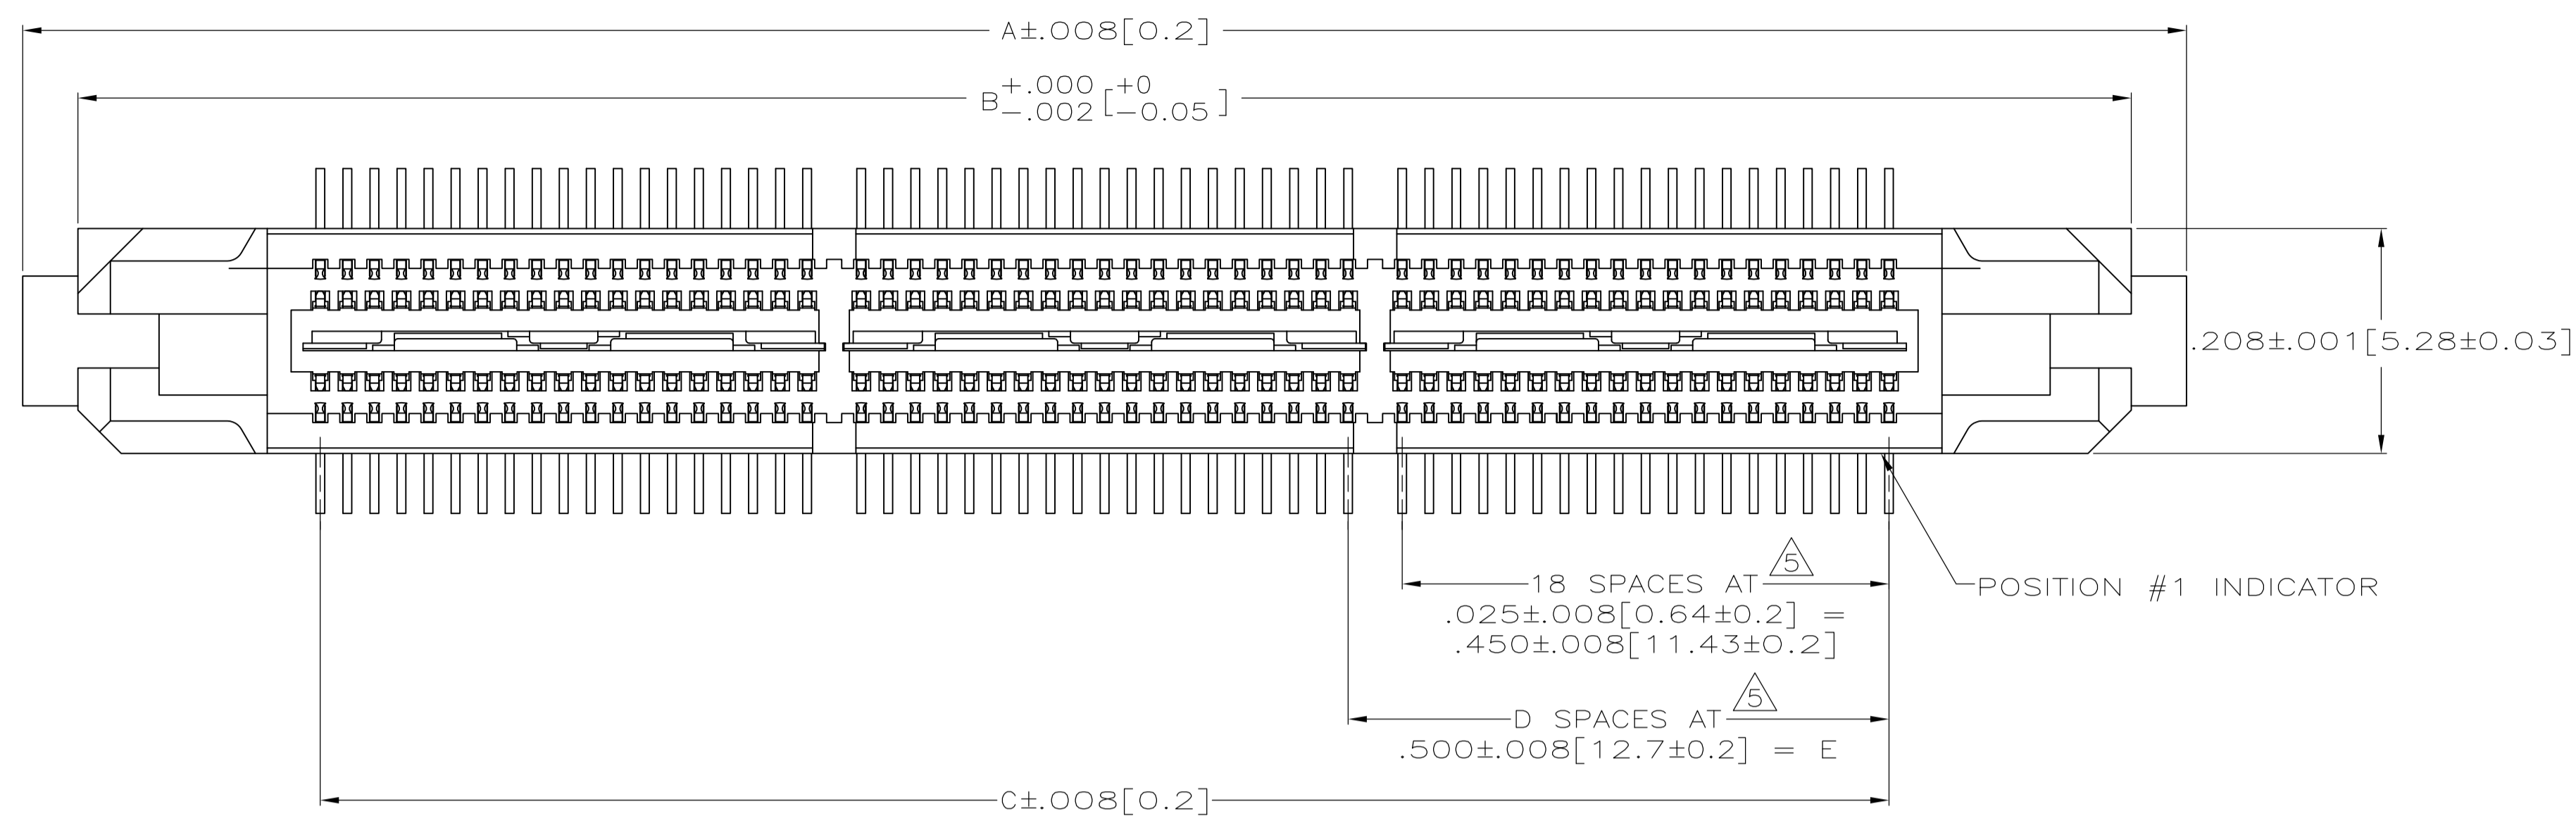 A±.008[0.2]
B +.000 -.002 [ +0 -0.05 ]
.208±.001[5.28±0.03]
5
18 SPACES AT
.025±.008[0.64±0.2] =
.450±.008[11.43±0.2]
POSITION #1 INDICATOR
5
D SPACES AT
.500±.008[12.7±0.2] = E
C±.008[0.2]